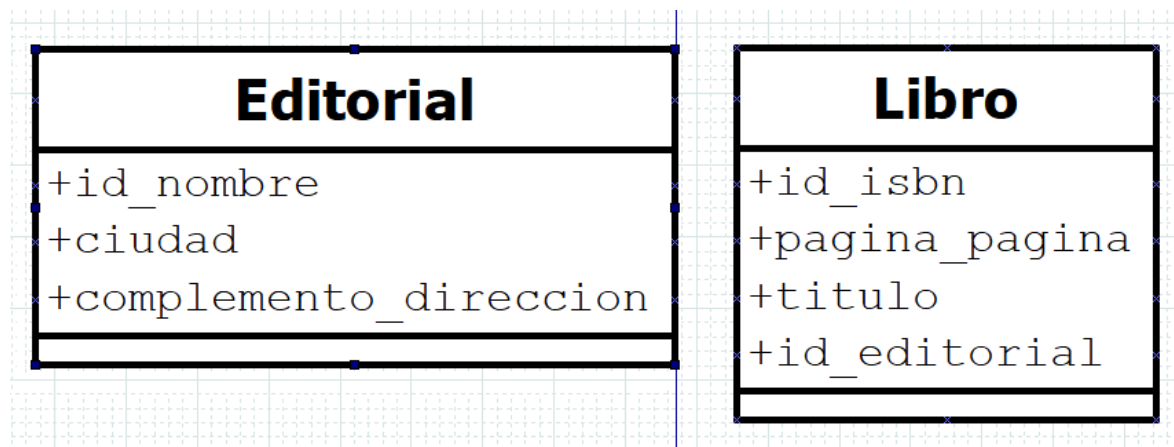 Editorial
+id_nombre
+ciudad
+complemento_direccion
Libro
+id_isbn
+pagina_pagina
+titulo
+id_editorial